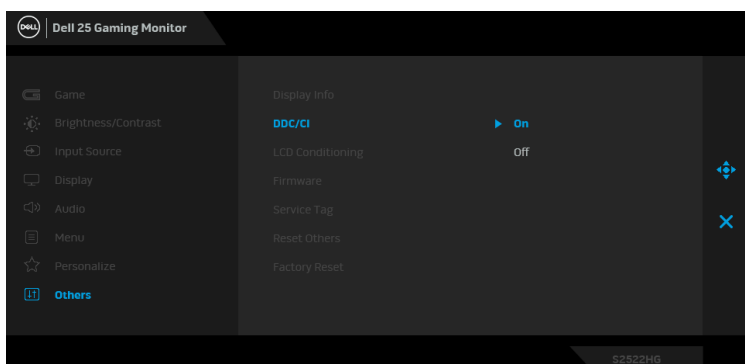 DELL Dell 25 Gaming Monitor
Game
Brightness/Contrast
Input Source
Display
Audio
Menu
Personalize
Others
Display Info
DDC/CI On
LCD Conditioning Off
Firmware
Service Tag
Reset Others
Factory Reset
S2522HG